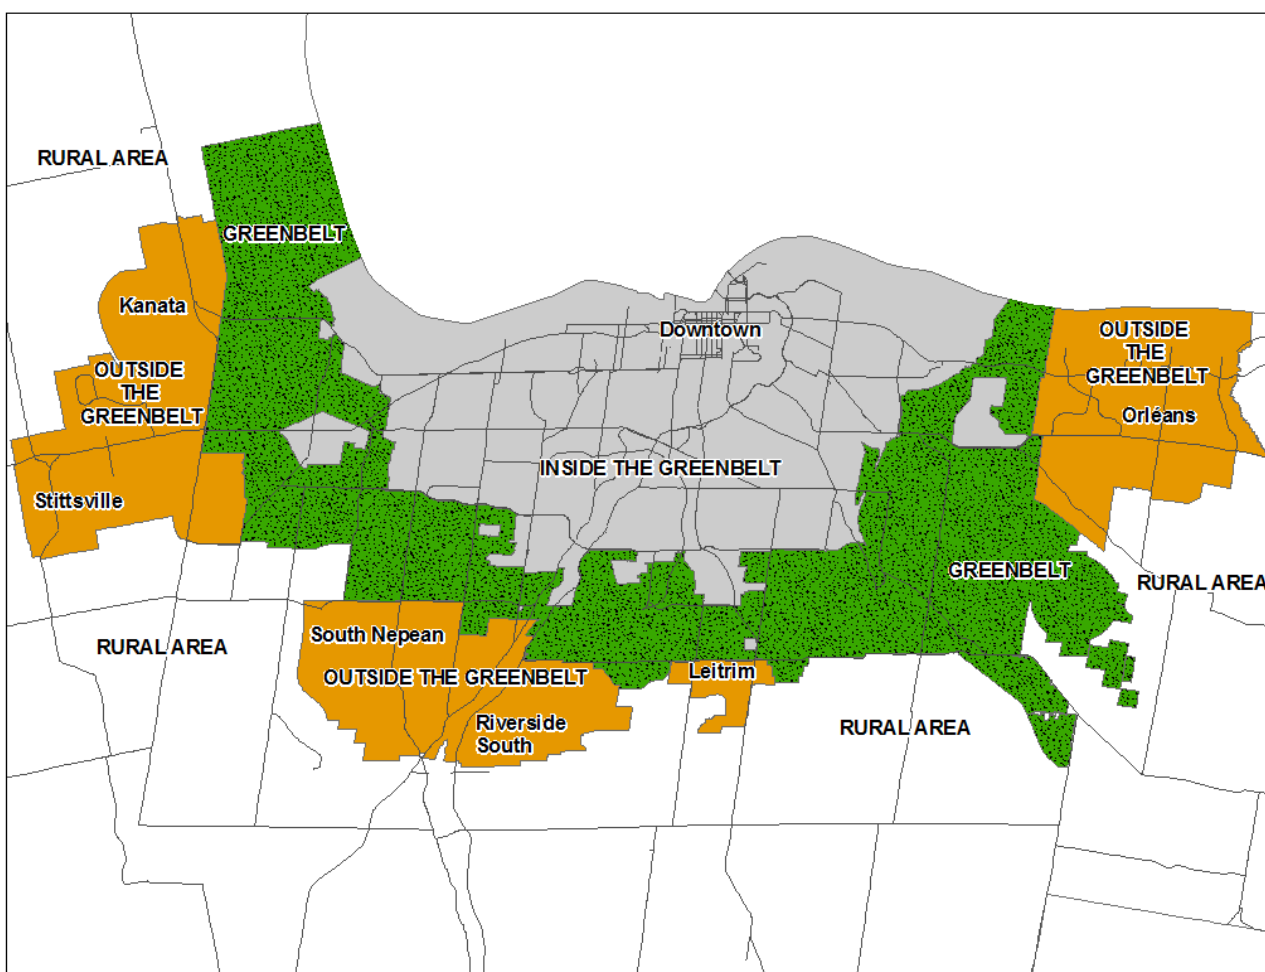 RURAL AREA
GREENBELT
Kanata
Downtown
OUTSIDE
THE
GREENBELT
OUTSIDE
THE
GREENBELT
Orléans
INSIDE THE GREENBELT
Stittsville
GREENBELT
RURAL AREA
South Nepean
RURAL AREA
OUTSIDE THE GREENBELT
Leitrim
Riverside
South
RURAL AREA